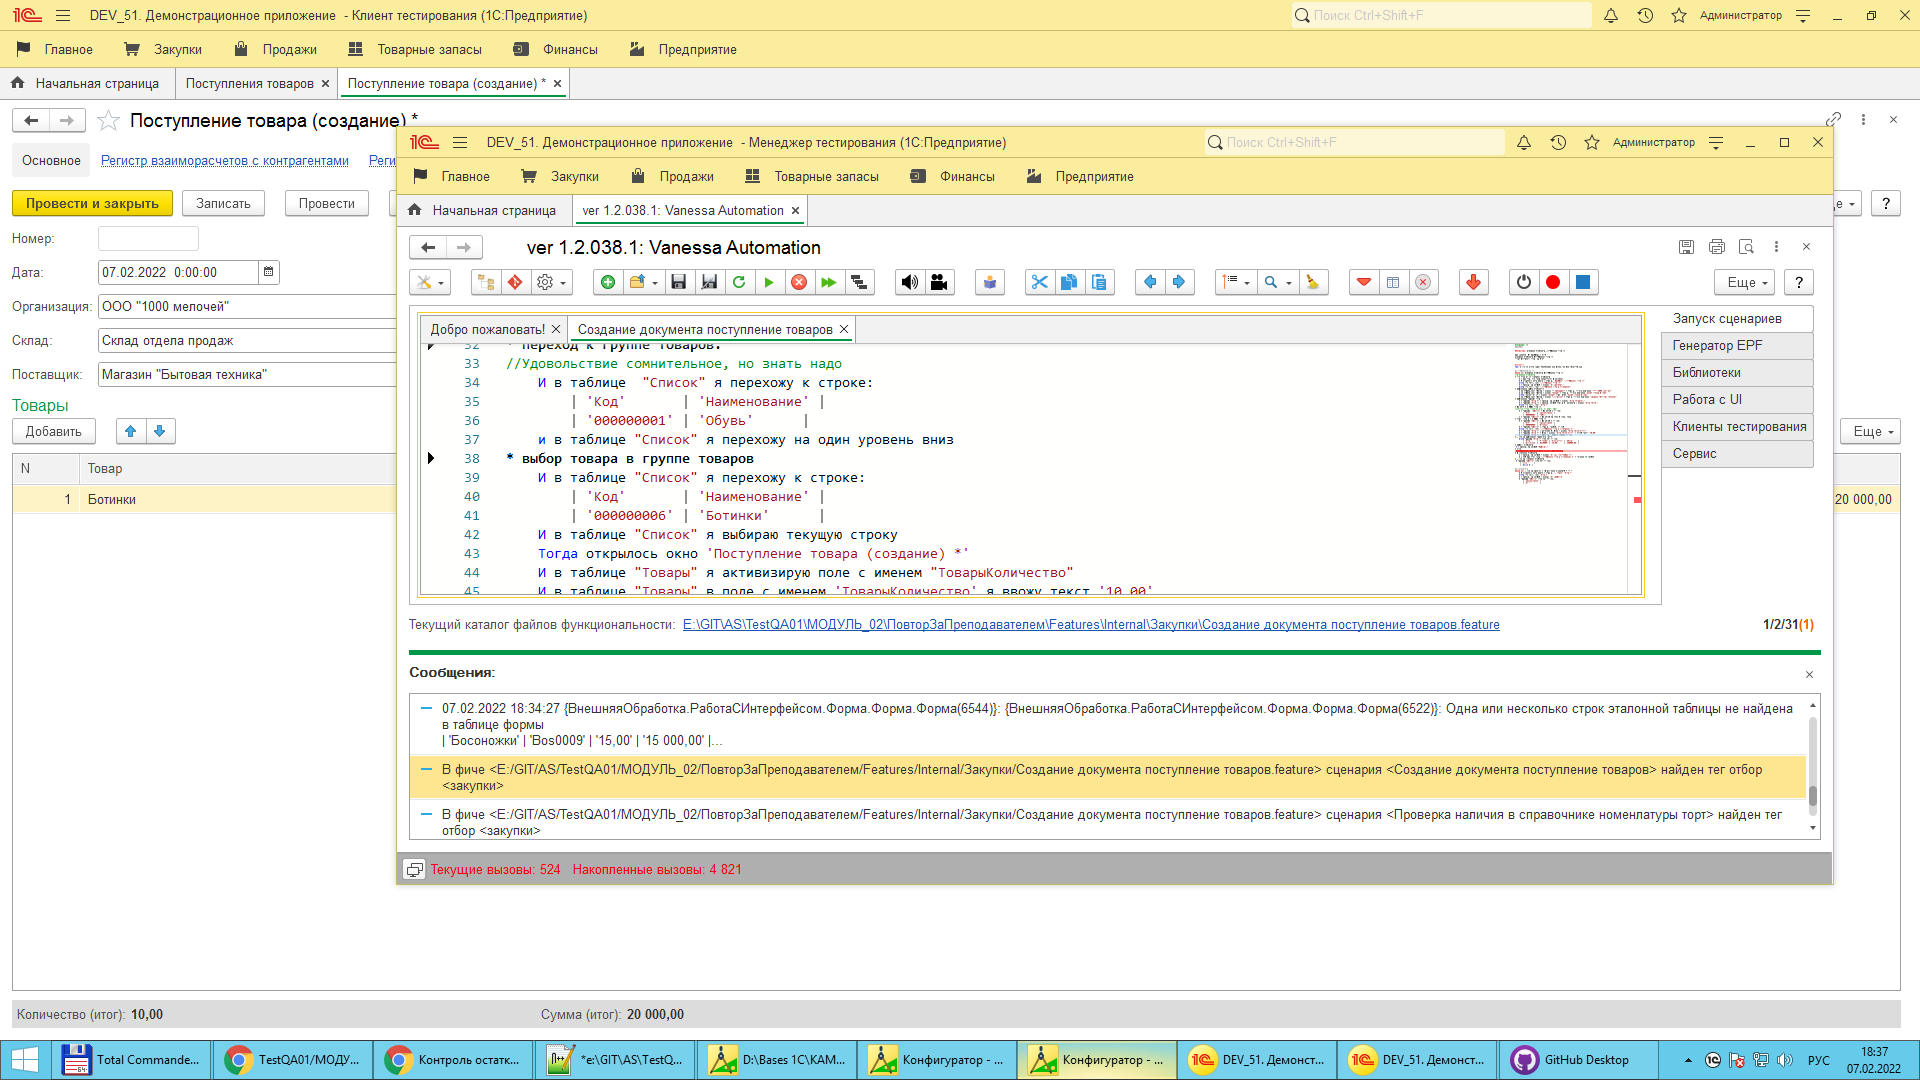 DEV_51. Демонстрационное приложение - Клиент тестирования (1С:Предприятие)
Поиск Ctrl+Shift+F
Администратор
Главное Закупки Продажи Товарные запасы Финансы Предприятие
Начальная страница Поступления товаров Поступление товара (создание) *
Поступление товара (создание) *
Основное Регистр взаиморасчетов с контрагентами Реги
Провести и закрыть Записать Провести ?
Номер:
Дата: 07.02.2022 0:00:00
Организация: ООО "1000 мелочей"
Склад: Склад отдела продаж
Поставщик: Магазин "Бытовая техника"
Товары
Добавить Еще
N Товар
1 Ботинки 20 000,00
Количество (итог): 10,00 Сумма (итог): 20 000,00
DEV_51. Демонстрационное приложение - Менеджер тестирования (1С:Предприятие)
Поиск Ctrl+Shift+F
Администратор
Главное Закупки Продажи Товарные запасы Финансы Предприятие
Начальная страница ver 1.2.038.1: Vanessa Automation
ver 1.2.038.1: Vanessa Automation
Еще ?
Добро пожаловать! Создание документа поступление товаров
32 * переход к группе товаров.
33 //Удовольствие сомнительное, но знать надо
34 И в таблице "Список" я перехожу к строке:
35 | 'Код' | 'Наименование' |
36 | '000000001' | 'Обувь' |
37 и в таблице "Список" я перехожу на один уровень вниз
38 * выбор товара в группе товаров
39 И в таблице "Список" я перехожу к строке:
40 | 'Код' | 'Наименование' |
41 | '000000006' | 'Ботинки' |
42 И в таблице "Список" я выбираю текущую строку
43 Тогда открылось окно 'Поступление товара (создание) *'
44 И в таблице "Товары" я активизирую поле с именем "ТоварыКоличество"
45 И в таблице "Товары" в поле с именем 'ТоварыКоличество' я ввожу текст '10,00'
Запуск сценариев
Генератор EPF
Библиотеки
Работа с UI
Клиенты тестирования
Сервис
Текущий каталог файлов функциональности: E:\GIT\AS\TestQA01\МОДУЛЬ_02\ПовторЗаПреподавателем\Features\Internal\Закупки\Создание документа поступление товаров.feature
1/2/31(1)
Сообщения:
07.02.2022 18:34:27 {ВнешняяОбработка.РаботаСИнтерфейсом.Форма.Форма.Форма(6544)}: {ВнешняяОбработка.РаботаСИнтерфейсом.Форма.Форма.Форма(6522)}: Одна или несколько строк эталонной таблицы не найдена
в таблице формы
| 'Босоножки' | 'Bos0009' | '15,00' | '15 000,00' |...
В фиче <E:/GIT/AS/TestQA01/МОДУЛЬ_02/ПовторЗаПреподавателем/Features/Internal/Закупки/Создание документа поступление товаров.feature> сценария <Создание документа поступление товаров> найден тег отбор
<закупки>
В фиче <E:/GIT/AS/TestQA01/МОДУЛЬ_02/ПовторЗаПреподавателем/Features/Internal/Закупки/Создание документа поступление товаров.feature> сценария <Проверка наличия в справочнике номенлатуры торт> найден тег
отбор <закупки>
Текущие вызовы: 524 Накопленные вызовы: 4 821
Total Commande... TestQA01/МОДУ... Контроль остатк... *e:\GIT\AS\TestQ... D:\Bases 1C\КАМ... Конфигуратор - ... Конфигуратор - ... DEV_51. Демонст... DEV_51. Демонст... GitHub Desktop РУС
18:37
07.02.2022